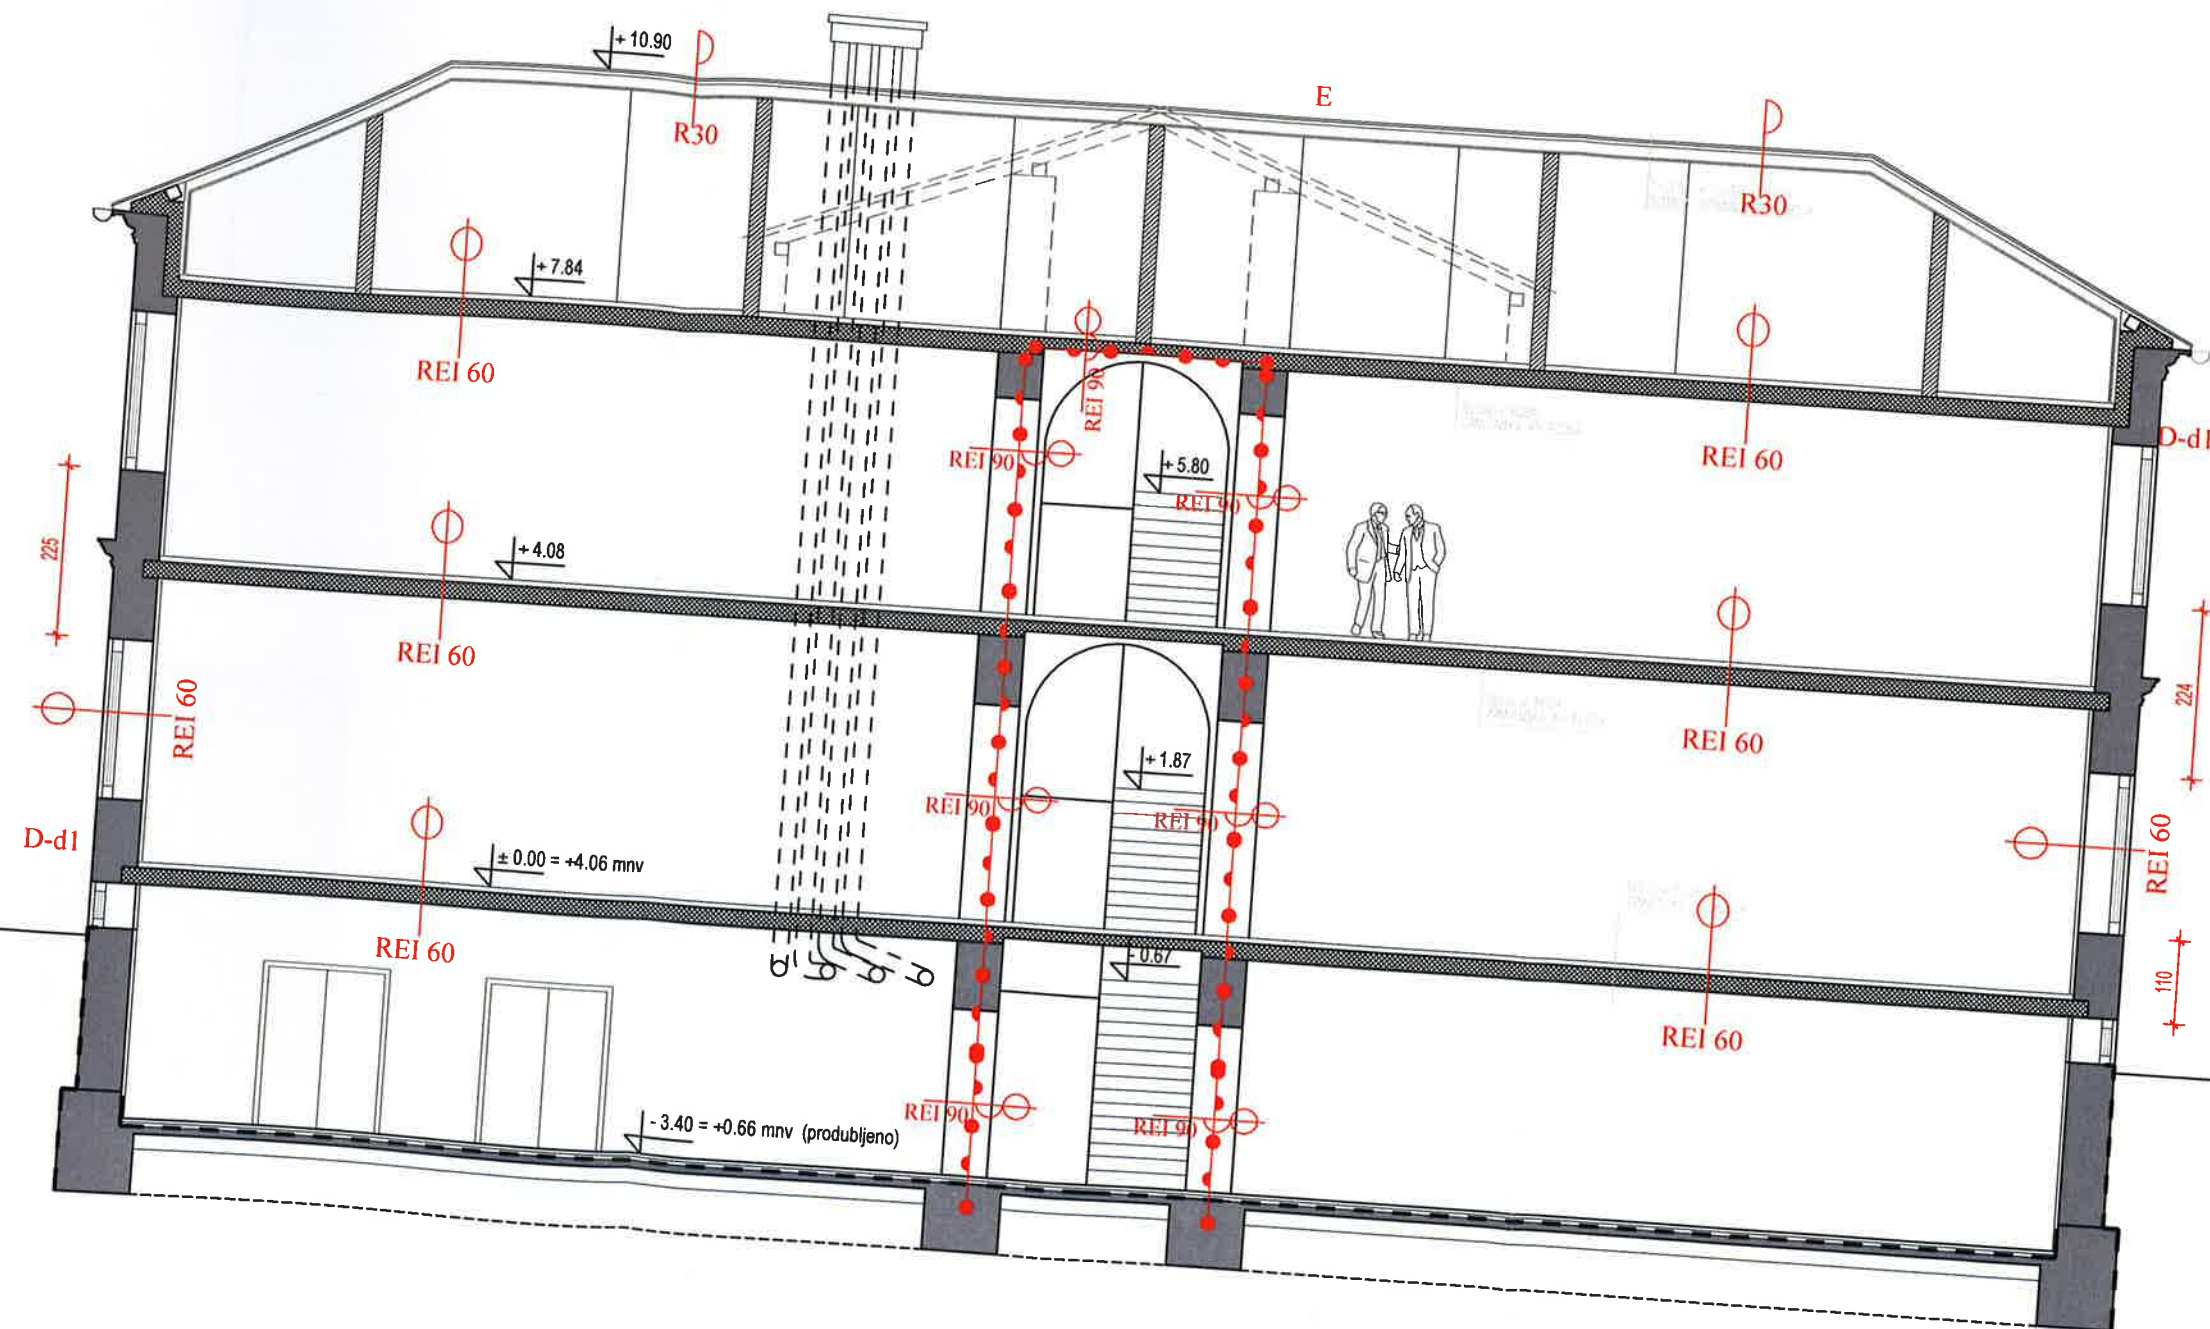 + 10.90
E
R30
R30
+ 7.84
REI 60
REI 90
REI 60
D-d1
REI 90
+ 5.80
REI 90
225
+ 4.08
REI 60
224
REI 60
REI 60
+ 1.87
REI 90
REI 90
D-d1
REI 60
± 0.00 = +4.06 mnv
REI 60
- 0.67
110
REI 60
- 3.40 = +0.66 mnv (produbljeno)
REI 90
REI 90